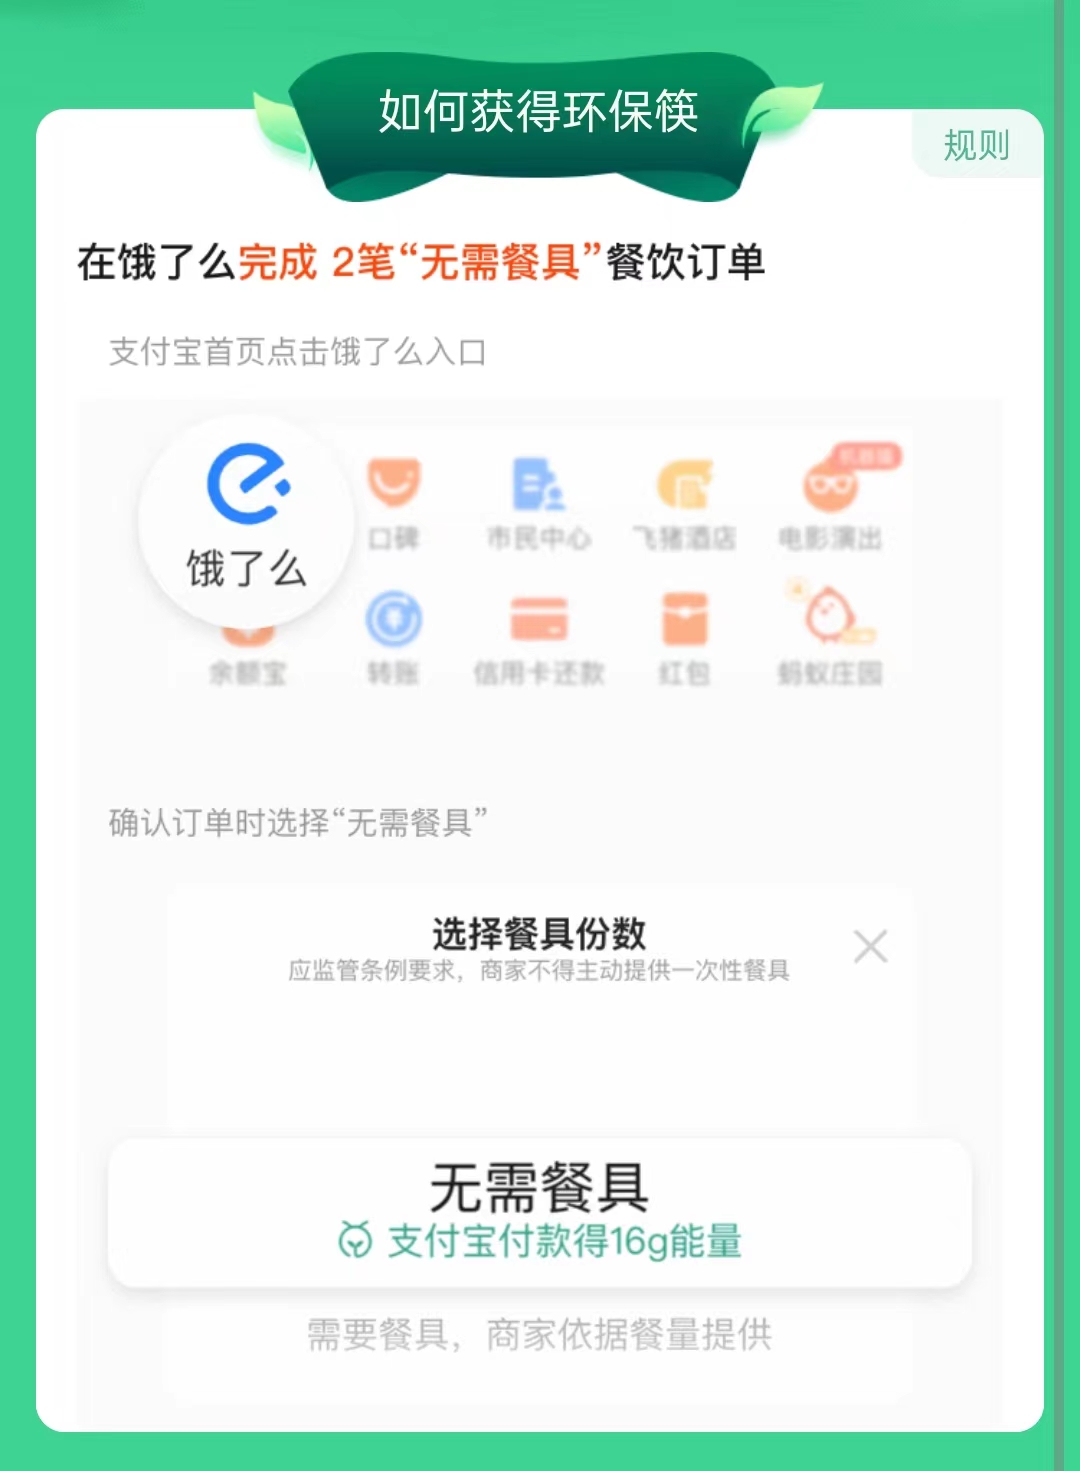 如何获得环保筷
规则
在饿了么完成 2笔“无需餐具”餐饮订单
支付宝首页点击饿了么入口
饿了么
口碑
市民中心
飞猪酒店
电影演出
余额宝
转账
信用卡还款
红包
蚂蚁庄园
确认订单时选择“无需餐具”
选择餐具份数
应监管条例要求，商家不得主动提供一次性餐具
无需餐具
支付宝付款得16g能量
需要餐具，商家依据餐量提供